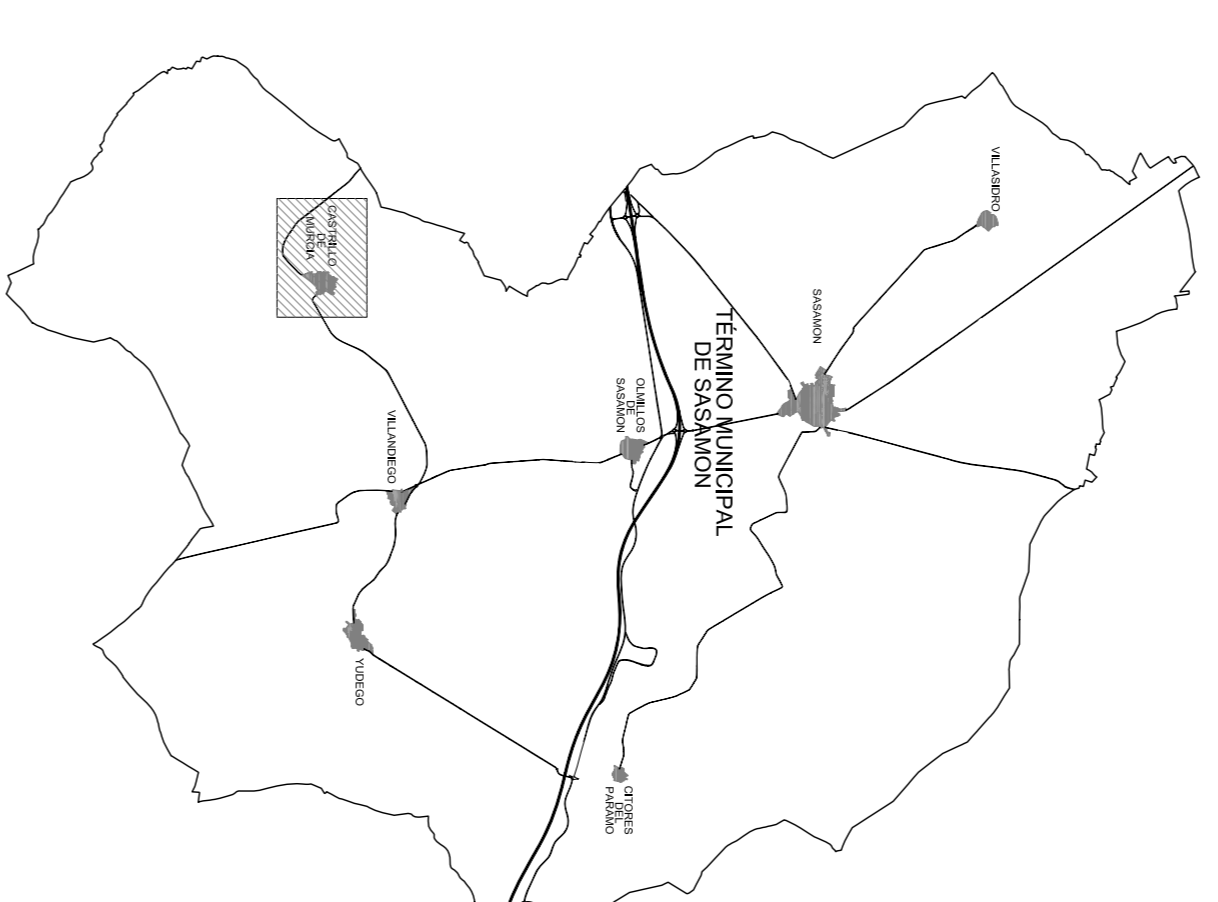 VILLASIDRO
SASAMON
TÉRMINO MUNICIPAL
DE SASAMON
CASTRILLO
DE
MURCIA
OLMILLOS
DE
SASAMON
VILLANDIEGO
YUDEGO
CITORES
DEL
PARAMO